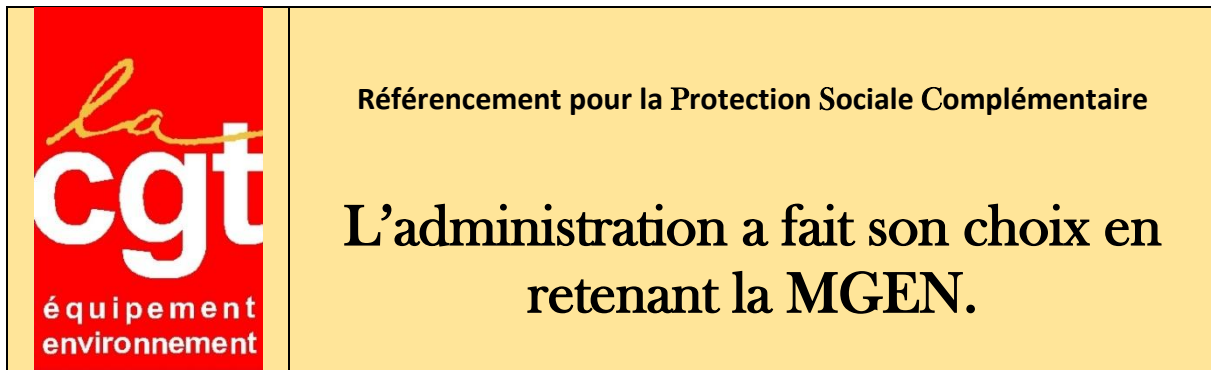 la
cgt
équipement
environnement
Référencement pour la Protection Sociale Complémentaire
L’administration a fait son choix en
retenant la MGEN.